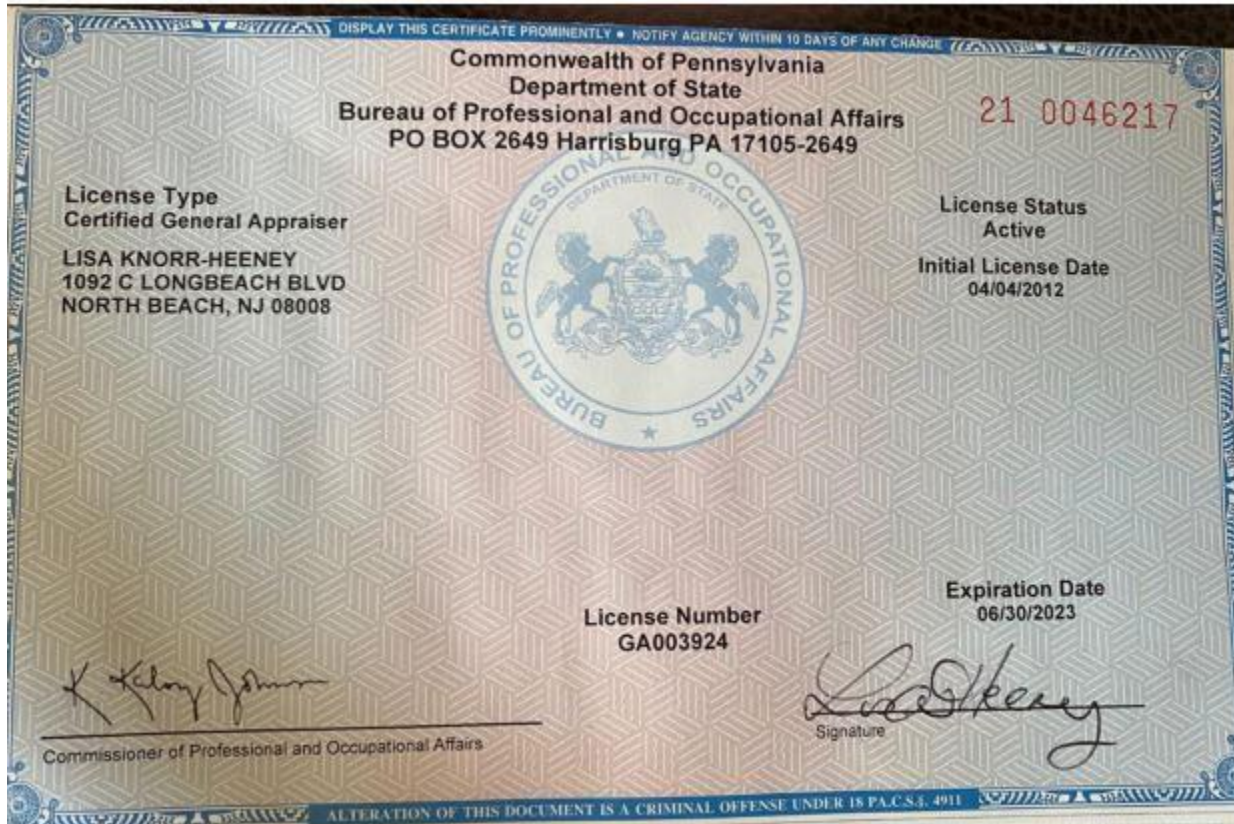 DISPLAY THIS CERTIFICATE PROMINENTLY • NOTIFY AGENCY WITHIN 10 DAYS OF ANY CHANGE
Commonwealth of Pennsylvania
Department of State
Bureau of Professional and Occupational Affairs
PO BOX 2649 Harrisburg PA 17105-2649
21 0046217
License Type
Certified General Appraiser
LISA KNORR-HEENEY
1092 C LONGBEACH BLVD
NORTH BEACH, NJ 08008
BUREAU OF PROFESSIONAL AND OCCUPATIONAL AFFAIRS
DEPARTMENT OF STATE
License Status
Active
Initial License Date
04/04/2012
Expiration Date
06/30/2023
License Number
GA003924
Commissioner of Professional and Occupational Affairs
Signature
ALTERATION OF THIS DOCUMENT IS A CRIMINAL OFFENSE UNDER 18 PA.C.S.§. 4911